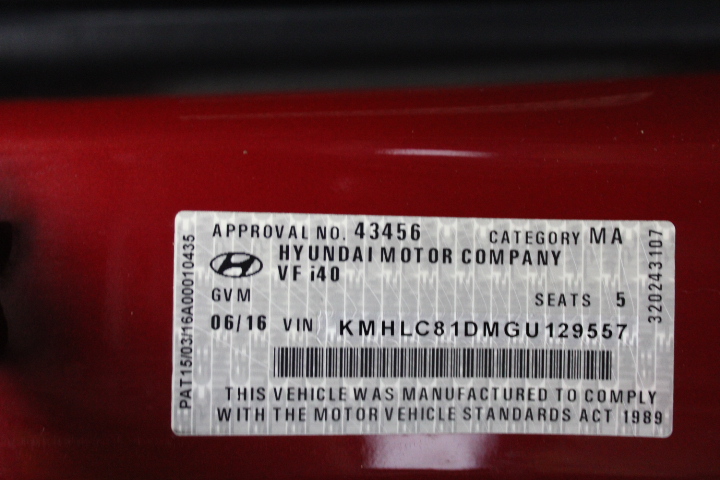 APPROVAL NO. 43456 CATEGORY MA
HYUNDAI MOTOR COMPANY
VF i40
GVM SEATS 5
06/16 VIN KMHLC81DMGU129557
THIS VEHICLE WAS MANUFACTURED TO COMPLY
WITH THE MOTOR VEHICLE STANDARDS ACT 1989
PAT15/03/16A00010435
320243107